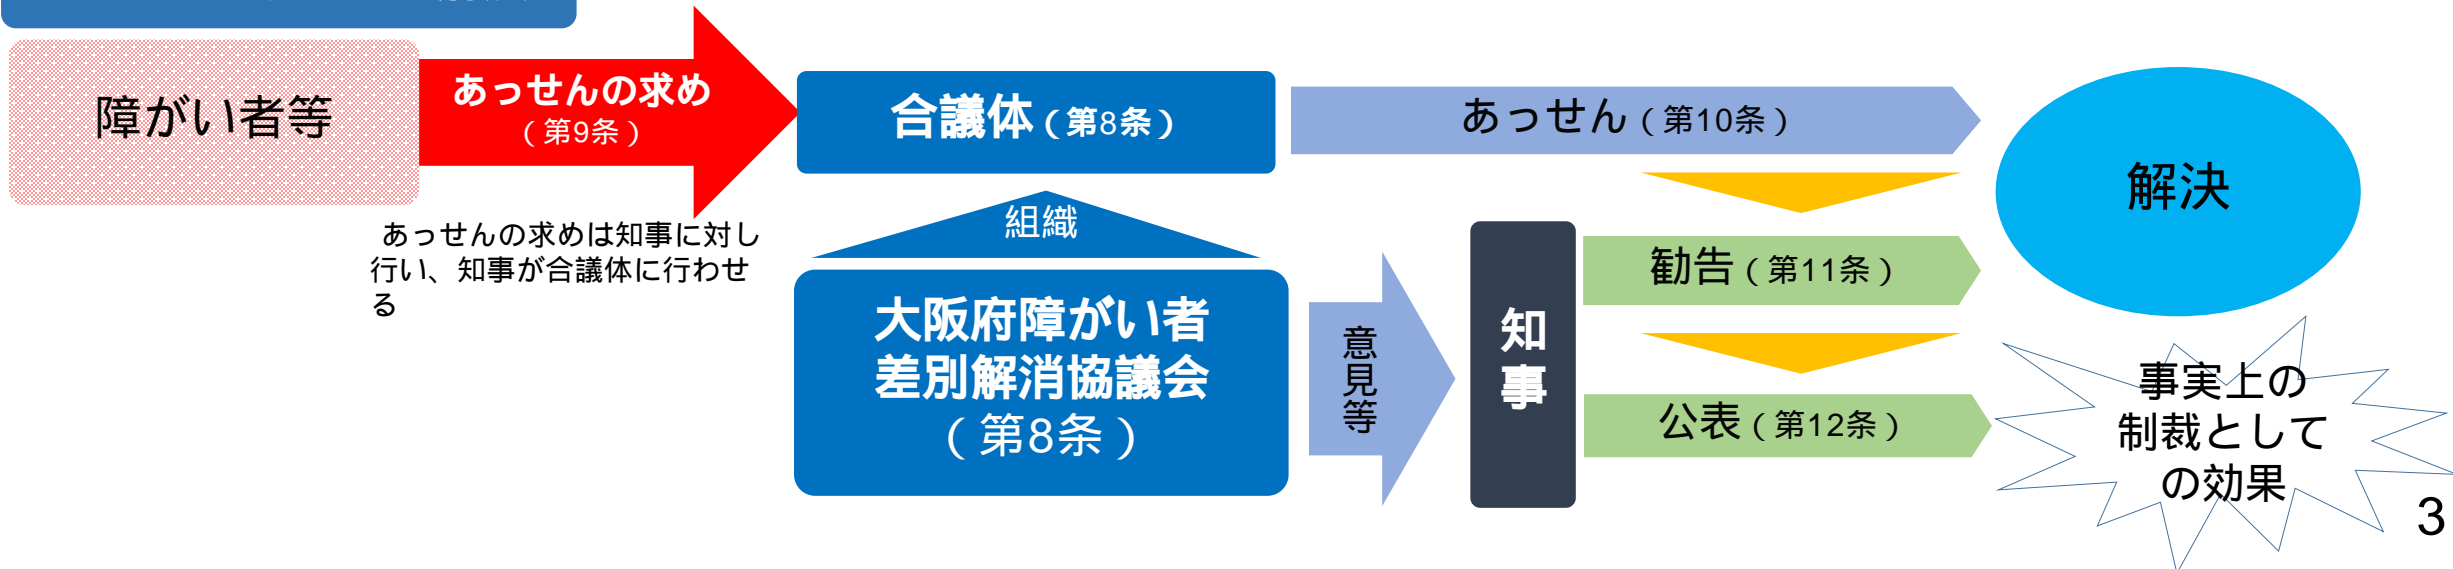 障がい者等
あっせんの求め
（第9条）
あっせんの求めは知事に対し
行い、知事が合議体に行わせ
る
合議体（第8条）
組織
大阪府障がい者
差別解消協議会
（第8条）
意見等
知事
あっせん（第10条）
勧告（第11条）
公表（第12条）
解決
事実上の
制裁として
の効果
3